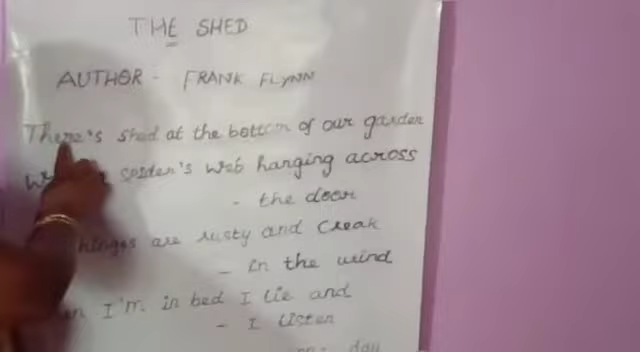 THE SHED
AUTHOR - FRANK FLYNN
There's shed at the bottom of our garden
spider's web hanging across
- the door
hinges are rusty and creak
- in the wind
I'm in bed I lie and
- I listen
day